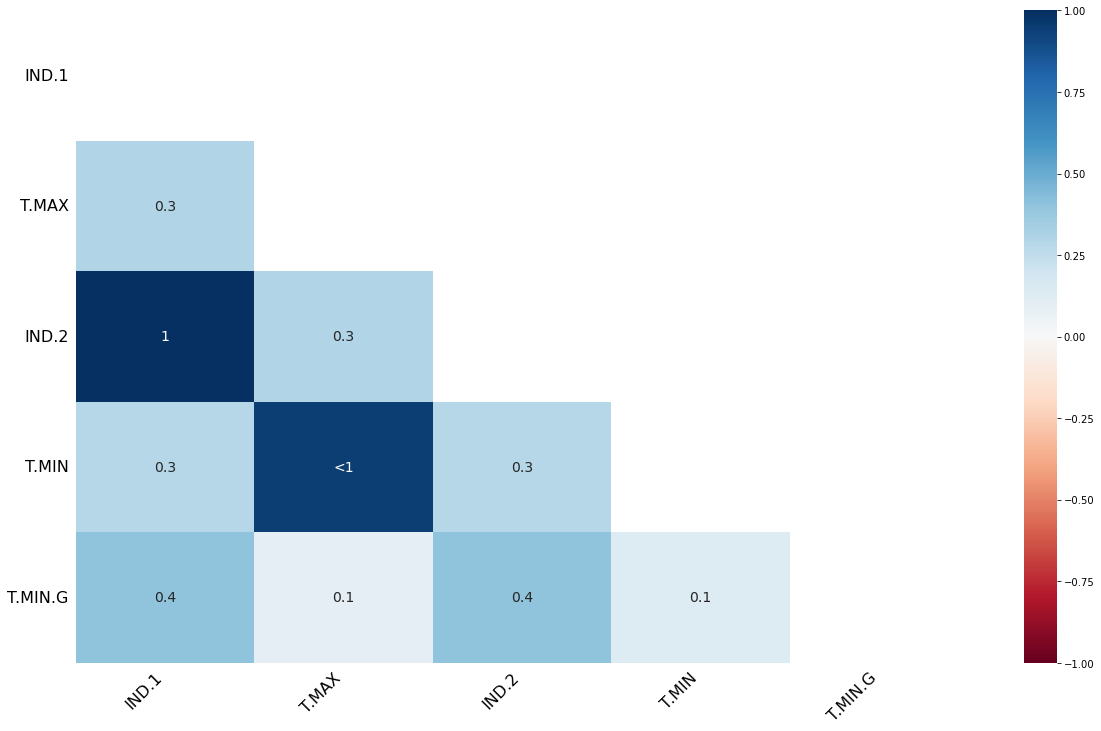 IND.1
T.MAX 0.3
IND.2 1 0.3
T.MIN 0.3 <1 0.3
T.MIN.G 0.4 0.1 0.4 0.1
IND.1 T.MAX IND.2 T.MIN T.MIN.G
1.00
0.75
0.50
0.25
0.00
−0.25
−0.50
−0.75
−1.00